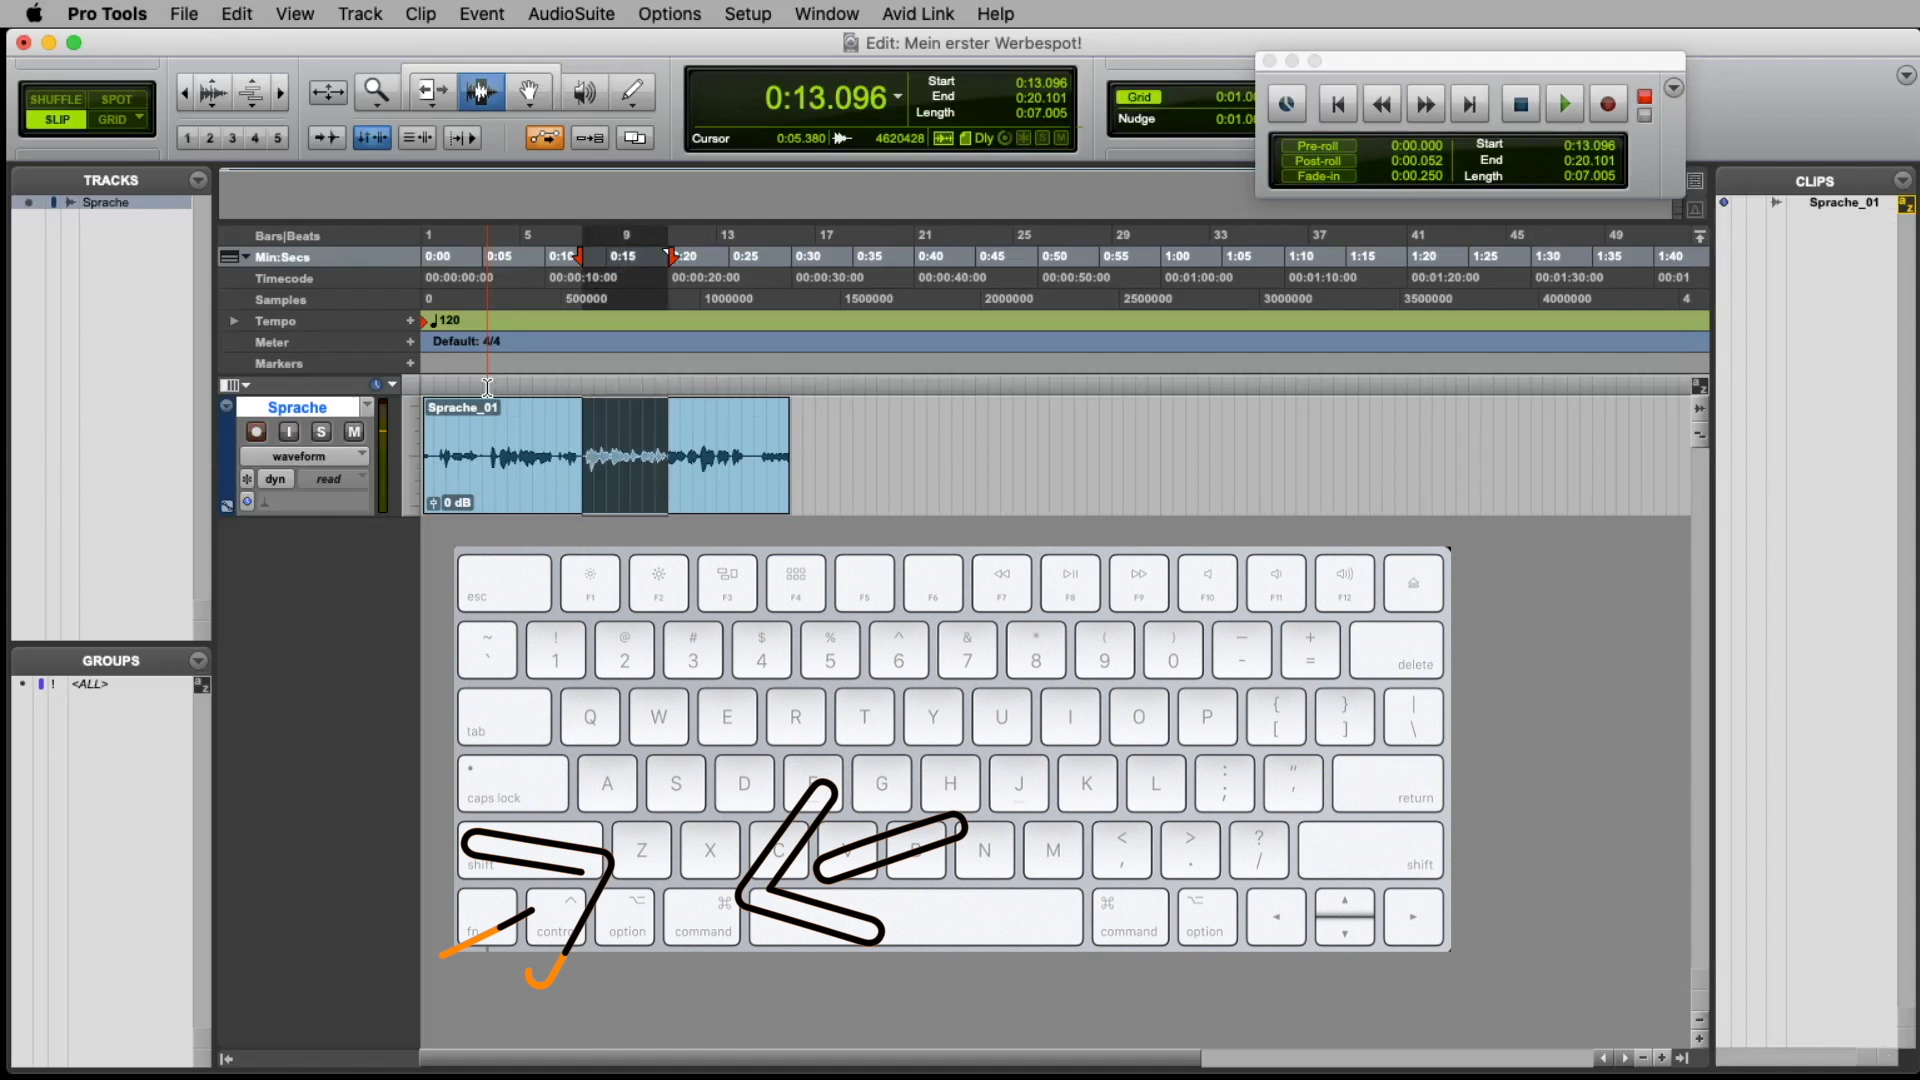 Pro Tools File Edit View Track Clip Event AudioSuite Options Setup Window Avid Link Help
Edit: Mein erster Werbespot!
SHUFFLE SPOT
SLIP GRID
1 2 3 4 5
0:13.096
Start 0:13.096
End 0:20.101
Length 0:07.005
Cursor 0:05.380 4620428 Dly S M
Grid 0:01.00
Nudge 0:01.00
Pre-roll 0:00.000 Start 0:13.096
Post-roll 0:00.052 End 0:20.101
Fade-in 0:00.250 Length 0:07.005
TRACKS
Sprache
GROUPS
! <ALL>
CLIPS
Sprache_01
Bars|Beats 1 5 9 13 17 21 25 29 33 37 41 45 49
Min:Secs 0:00 0:05 0:10 0:15 0:20 0:25 0:30 0:35 0:40 0:45 0:50 0:55 1:00 1:05 1:10 1:15 1:20 1:25 1:30 1:35 1:40
Timecode 00:00:00:00 00:00:10:00 00:00:20:00 00:00:30:00 00:00:40:00 00:00:50:00 00:01:00:00 00:01:10:00 00:01:20:00 00:01:30:00 00:01
Samples 0 500000 1000000 1500000 2000000 2500000 3000000 3500000 4000000 4
Tempo + 120
Meter + Default: 4/4
Markers +
Sprache
I S M
waveform
dyn read
Sprache_01
0 dB
esc F1 F2 F3 F4 F5 F6 F7 F8 F9 F10 F11 F12
~ ! @ # $ % ^ & * ( ) — +
` 1 2 3 4 5 6 7 8 9 0 - = delete
tab Q W E R T Y U I O P { [ } ] | \
caps lock A S D F G H J K L : ; " ' return
shift Z X C V B N M < , > . ? / shift
fn control option command command option